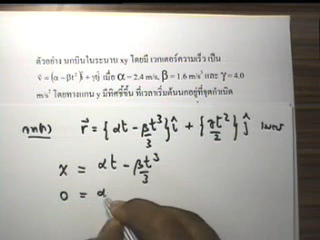 ตัวอย่าง นกบินในระนาบ xy โดยมี เวกเตอร์ความเร็ว เป็น
v̄ = (α − βt²)î + γtĵ เมื่อ α = 2.4 m/s, β = 1.6 m/s³ และ γ = 4.0
m/s² โดยทางแกน y มีทิศชี้ขึ้น ที่เวลาเริ่มต้นนกอยู่ที่จุดกำเนิด
r⃗ = {αt − βt³/3}î + {γt²/2}ĵ เมตร
x = αt − βt³/3
0 = α